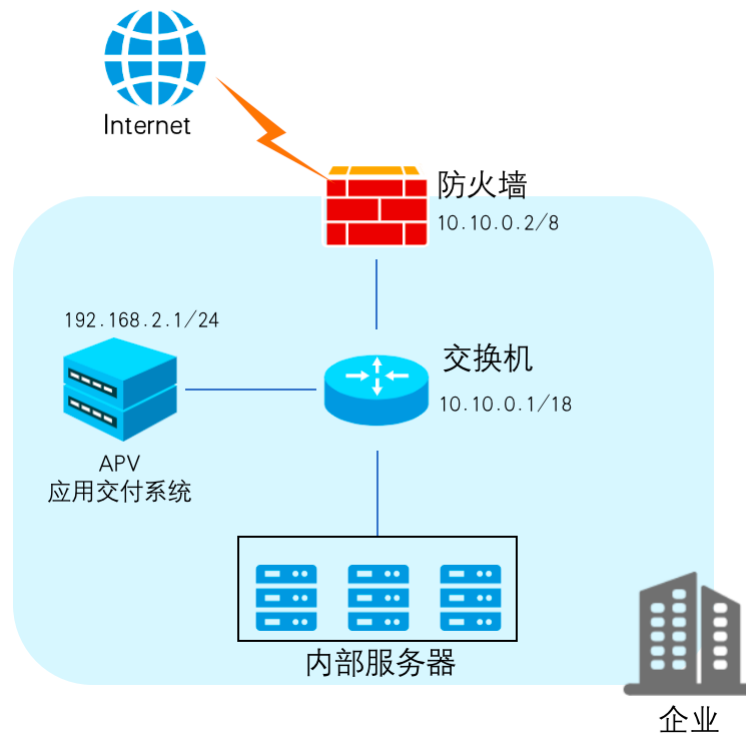 Internet
防火墙
10.10.0.2/8
192.168.2.1/24
交换机
10.10.0.1/18
APV
应用交付系统
内部服务器
企业